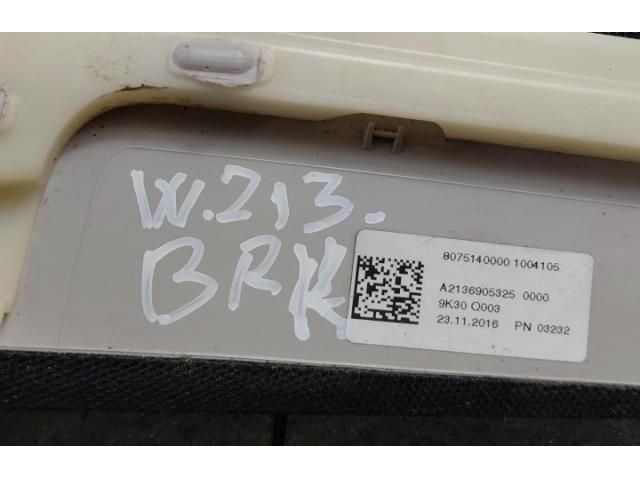 W.213.
BRK
8075140000 1004105
A2136905325 0000
9K30 Q003
23.11.2016 PN 03232